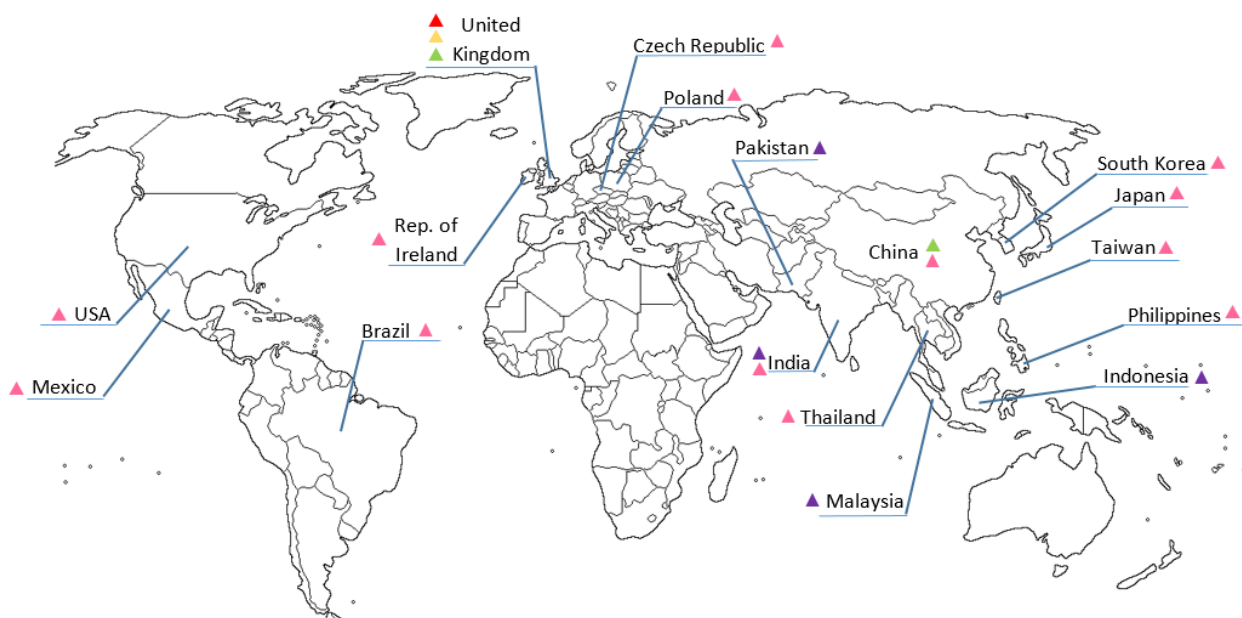 United
Kingdom
Czech Republic
Poland
Pakistan
South Korea
Japan
Rep. of
Ireland
China
Taiwan
USA
Brazil
Philippines
India
Indonesia
Mexico
Thailand
Malaysia